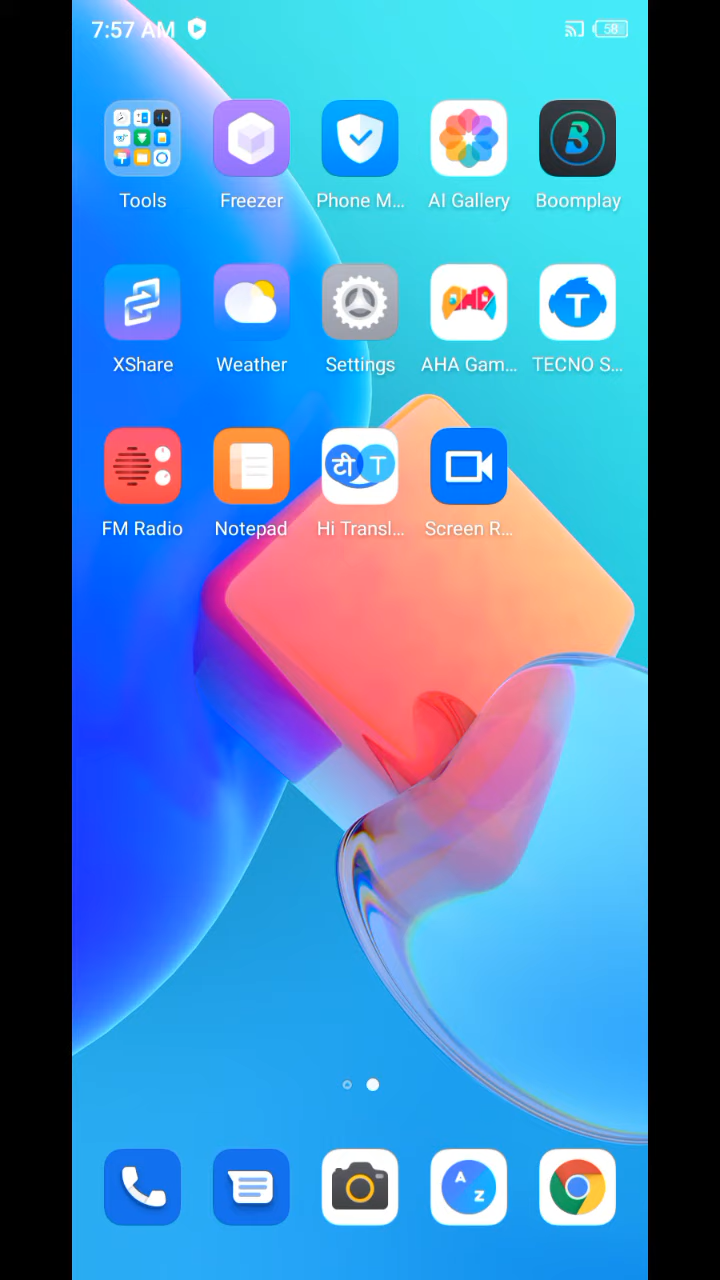 7:57 AM
58
Tools
Freezer
Phone M...
AI Gallery
Boomplay
XShare
Weather
Settings
AHA Gam...
TECNO S...
FM Radio
Notepad
Hi Transl...
Screen R...
टी T
T
B
AHA
A
Z